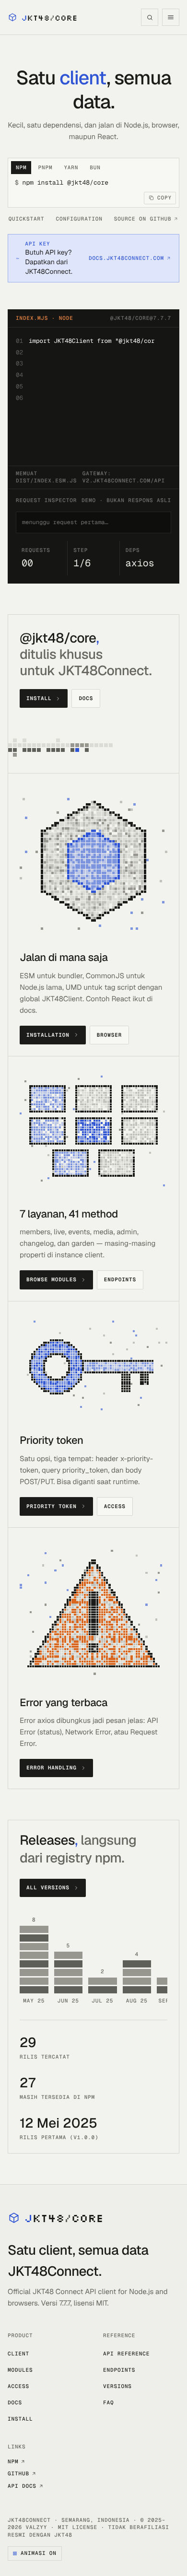 JKT48/CORE
Satu client, semua
data.
Kecil, satu dependensi, dan jalan di Node.js, browser,
maupun React.
NPM PNPM YARN BUN
$ npm install @jkt48/core
COPY
QUICKSTART CONFIGURATION SOURCE ON GITHUB ↗
API KEY
Butuh API key?
Dapatkan dari
JKT48Connect.
DOCS.JKT48CONNECT.COM ↗
INDEX.MJS · NODE @JKT48/CORE@7.7.7
01 import JKT48Client from "@jkt48/cor
02
03
04
05
06
MEMUAT
DIST/INDEX.ESM.JS
GATEWAY:
V2.JKT48CONNECT.COM/API
REQUEST INSPECTOR DEMO · BUKAN RESPONS ASLI
menunggu request pertama…
REQUESTS STEP DEPS
00 1/6 axios
@jkt48/core,
ditulis khusus
untuk JKT48Connect.
INSTALL DOCS
Jalan di mana saja
ESM untuk bundler, CommonJS untuk
Node.js lama, UMD untuk tag script dengan
global JKT48Client. Contoh React ikut di
docs.
INSTALLATION BROWSER
7 layanan, 41 method
members, live, events, media, admin,
changelog, dan garden — masing-masing
properti di instance client.
BROWSE MODULES ENDPOINTS
Priority token
Satu opsi, tiga tempat: header x-priority-
token, query priority_token, dan body
POST/PUT. Bisa diganti saat runtime.
PRIORITY TOKEN ACCESS
Error yang terbaca
Error axios dibungkus jadi pesan jelas: API
Error (status), Network Error, atau Request
Error.
ERROR HANDLING
Releases, langsung
dari registry npm.
ALL VERSIONS
8
5
2
4
MAY 25 JUN 25 JUL 25 AUG 25 SEP
29
RILIS TERCATAT
27
MASIH TERSEDIA DI NPM
12 Mei 2025
RILIS PERTAMA (V1.0.0)
JKT48/CORE
Satu client, semua data
JKT48Connect.
Official JKT48 Connect API client for Node.js and
browsers. Versi 7.7.7, lisensi MIT.
PRODUCT REFERENCE
CLIENT API REFERENCE
MODULES ENDPOINTS
ACCESS VERSIONS
DOCS FAQ
INSTALL
LINKS
NPM ↗
GITHUB ↗
API DOCS ↗
JKT48CONNECT · SEMARANG, INDONESIA · © 2025–
2026 VALZYY · MIT LICENSE · TIDAK BERAFILIASI
RESMI DENGAN JKT48
ANIMASI ON